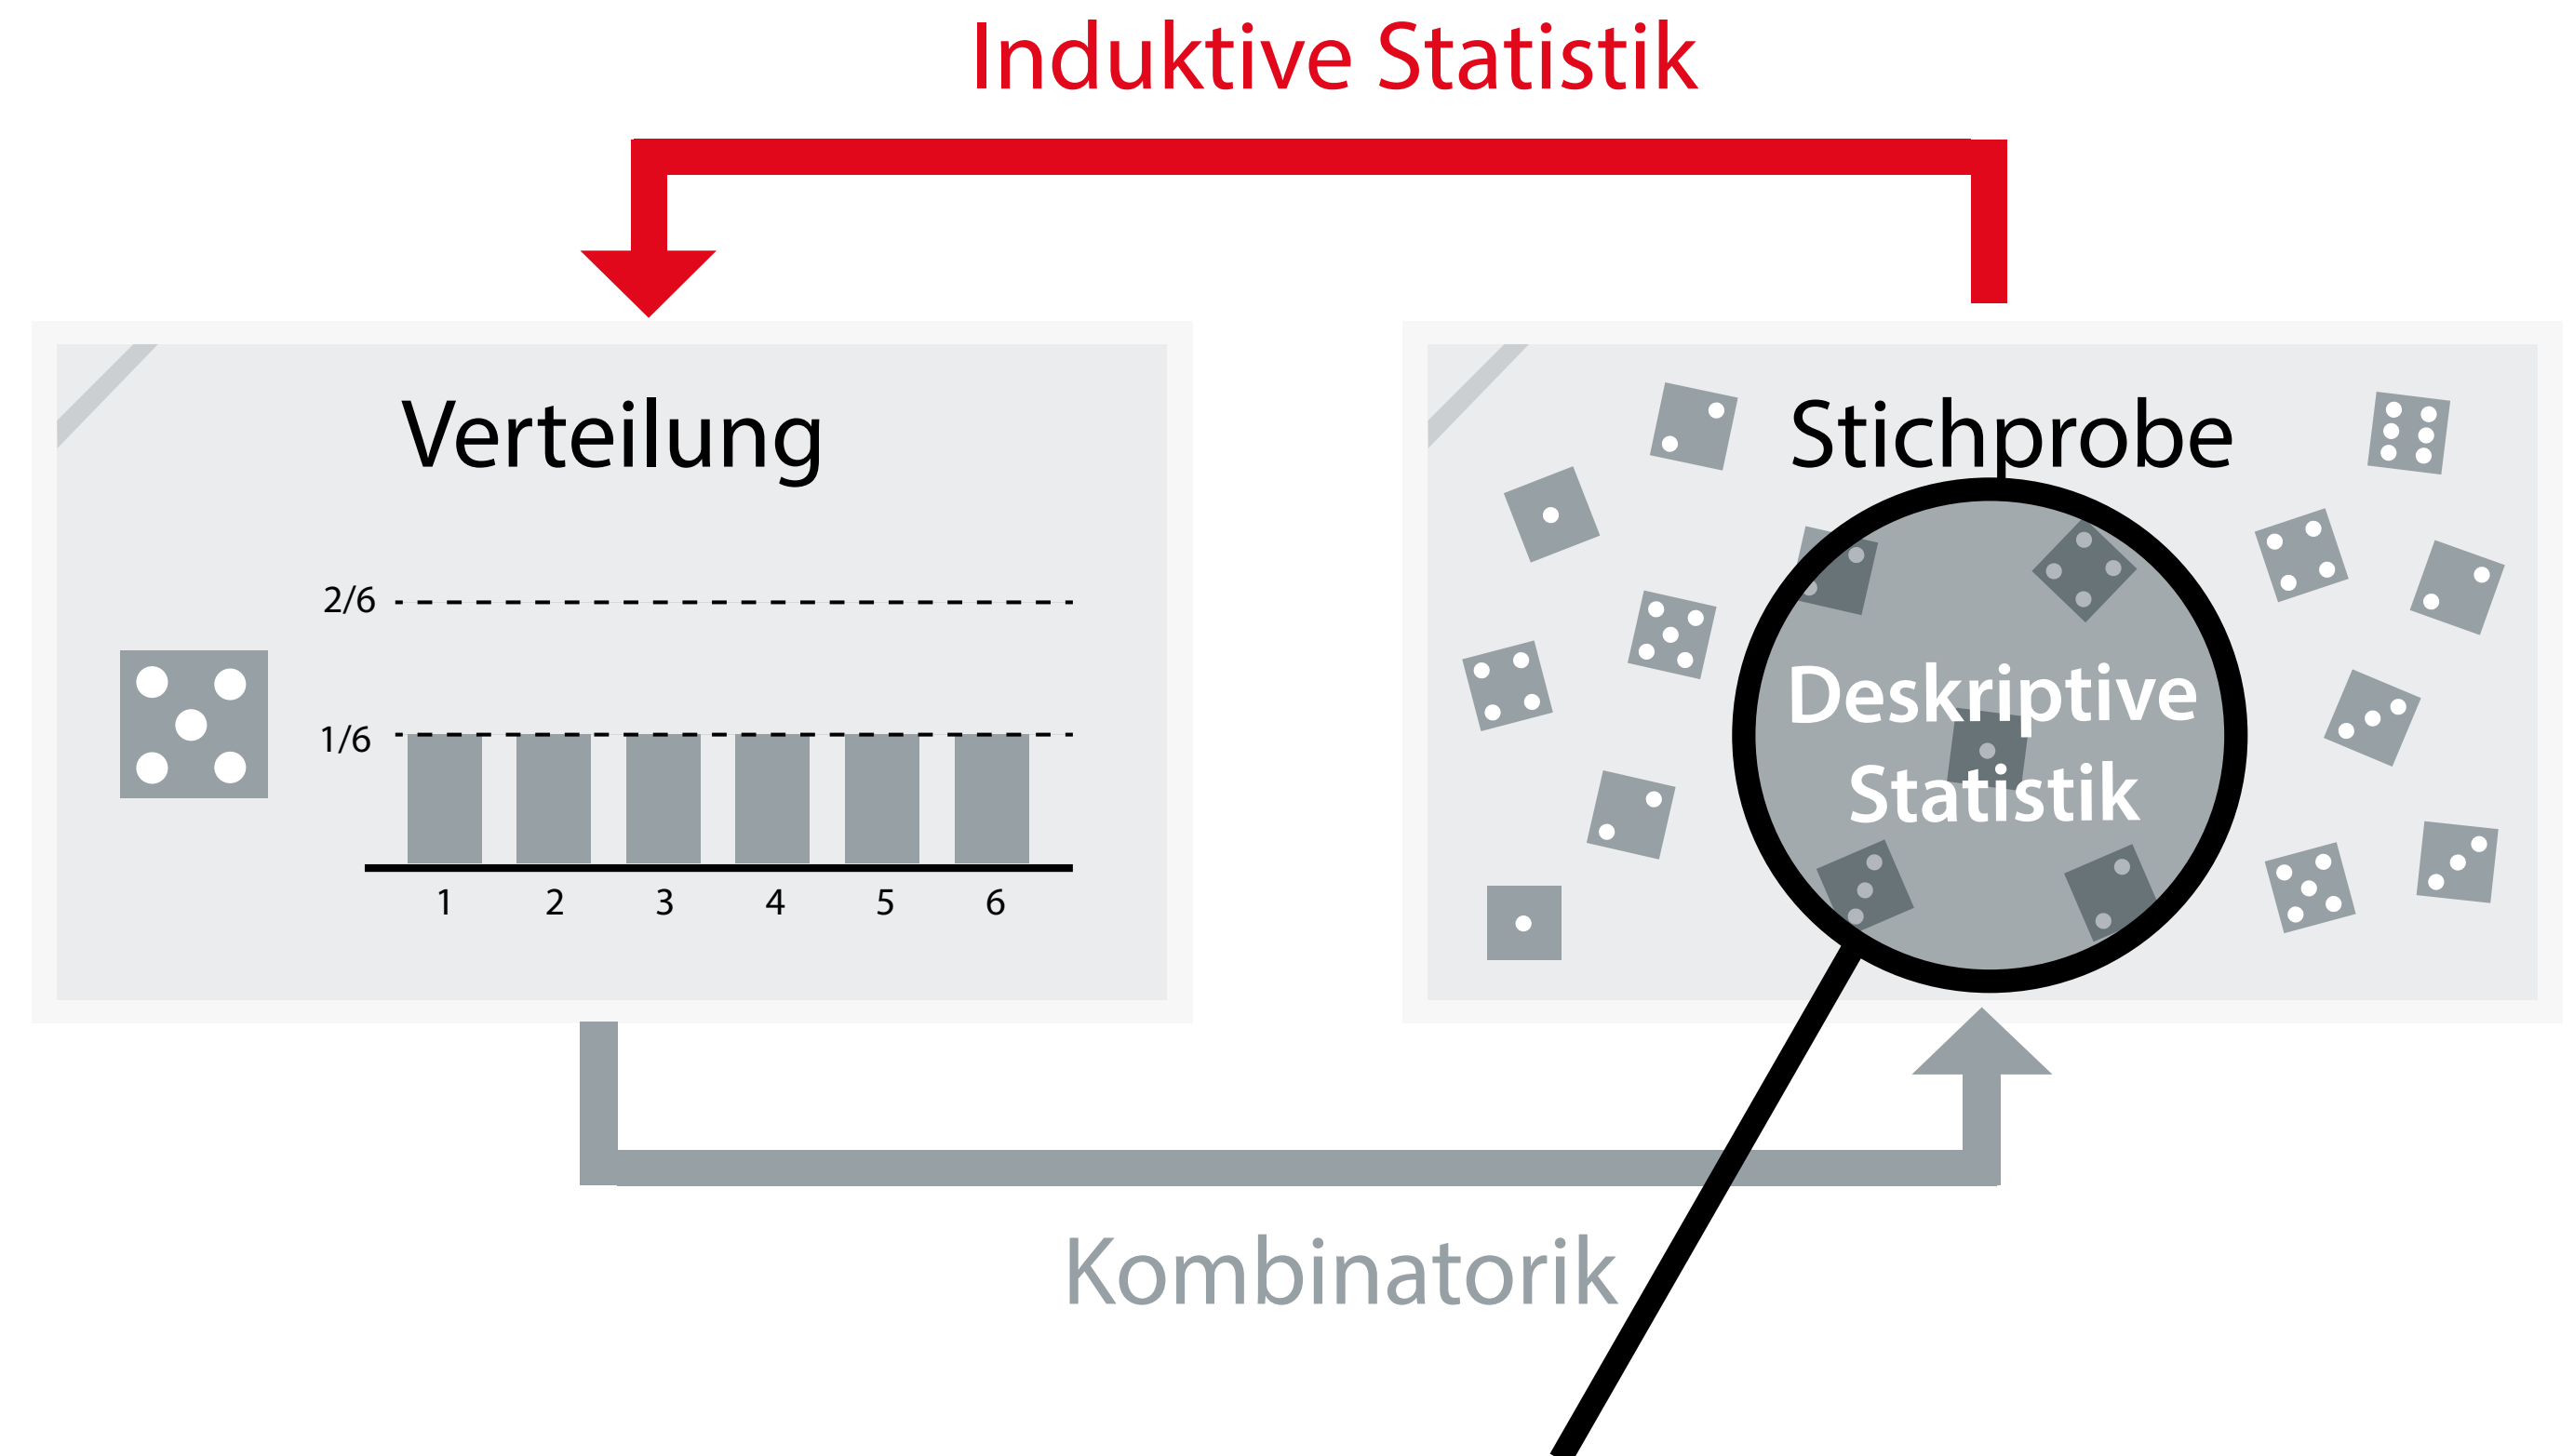 Induktive Statistik
Verteilung
2/6
1/6
1 2 3 4 5 6
Stichprobe
Deskriptive
Statistik
Kombinatorik